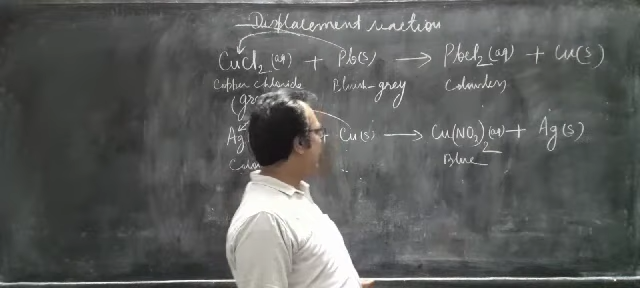 Displacement reaction
CuCl2 (aq) + Pb(s) → PbCl2 (aq) + Cu(s)
Copper chloride Bluish-grey Colourless
Ag + Cu(s) → Cu(NO3)2 (aq) + Ag(s)
Blue